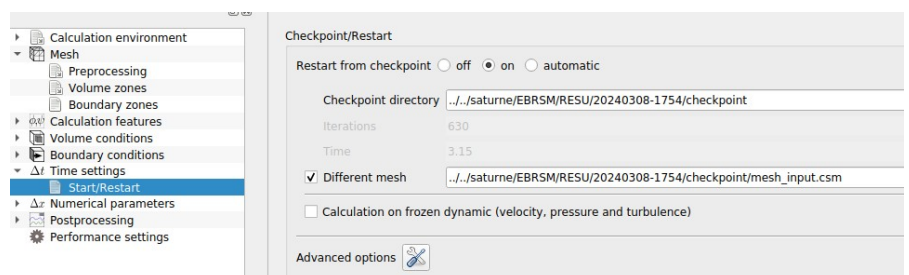 Calculation environment
Mesh
Preprocessing
Volume zones
Boundary zones
Calculation features
Volume conditions
Boundary conditions
Δt Time settings
Start/Restart
Δx Numerical parameters
Postprocessing
Performance settings
Checkpoint/Restart
Restart from checkpoint off on automatic
Checkpoint directory ../../saturne/EBRSM/RESU/20240308-1754/checkpoint
Iterations 630
Time 3.15
Different mesh ../../saturne/EBRSM/RESU/20240308-1754/checkpoint/mesh_input.csm
Calculation on frozen dynamic (velocity, pressure and turbulence)
Advanced options